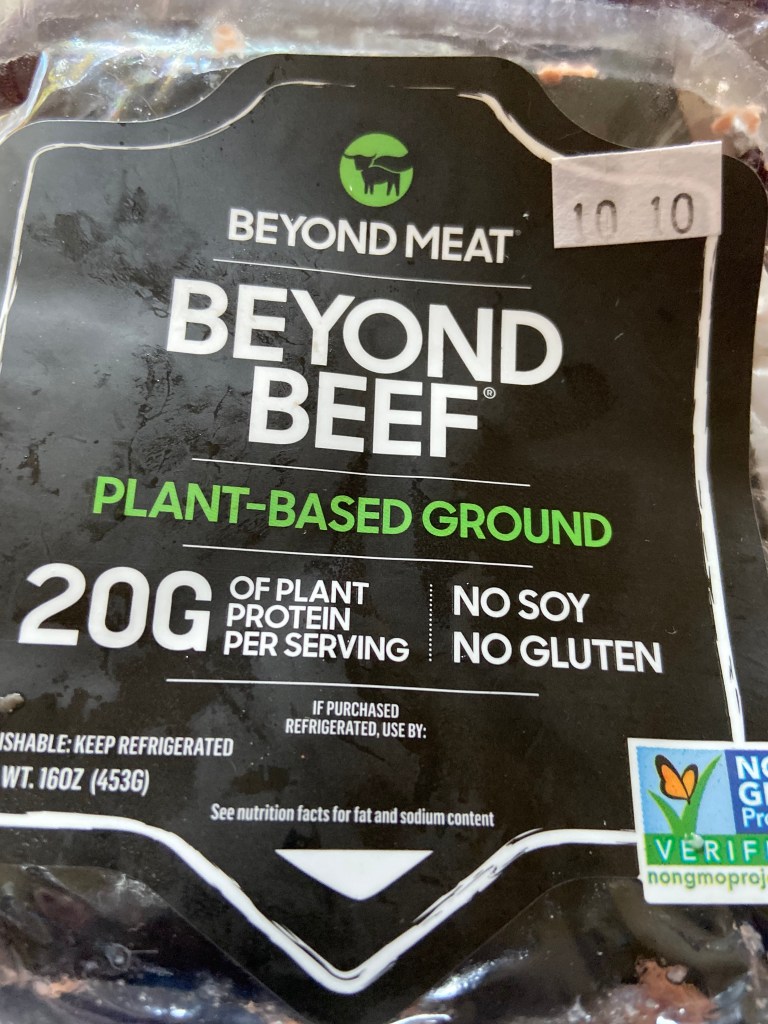 BEYOND MEAT
10 10
BEYOND
BEEF®
PLANT-BASED GROUND
20G
OF PLANT
PROTEIN
PER SERVING
NO SOY
NO GLUTEN
IF PURCHASED
REFRIGERATED, USE BY:
ISHABLE: KEEP REFRIGERATED
WT. 16OZ (453G)
See nutrition facts for fat and sodium content
VERIF
nongmoproj